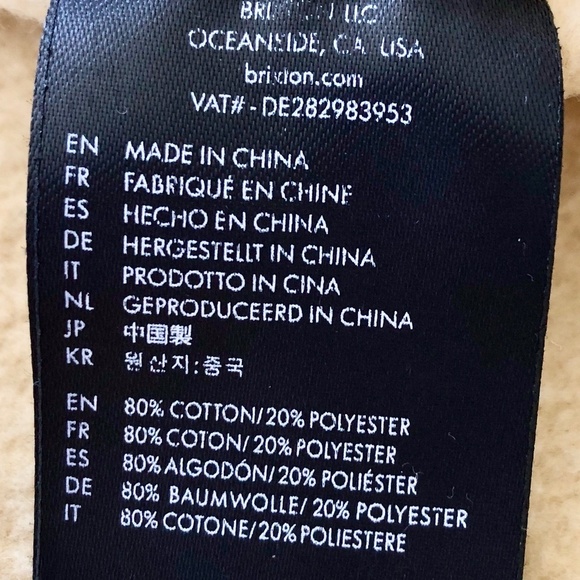 BRIXTON LLC
OCEANSIDE, CA USA
brixton.com
VAT# - DE282983953
EN MADE IN CHINA
FR FABRIQUÉ EN CHINE
ES HECHO EN CHINA
DE HERGESTELLT IN CHINA
IT PRODOTTO IN CINA
NL GEPRODUCEERD IN CHINA
JP 中国製
KR 원산지:중국
EN 80% COTTON/20% POLYESTER
FR 80% COTON/20% POLYESTER
ES 80% ALGODÓN/20% POLIÉSTER
DE 80% BAUMWOLLE/ 20% POLYESTER
IT 80% COTONE/20% POLIESTERE